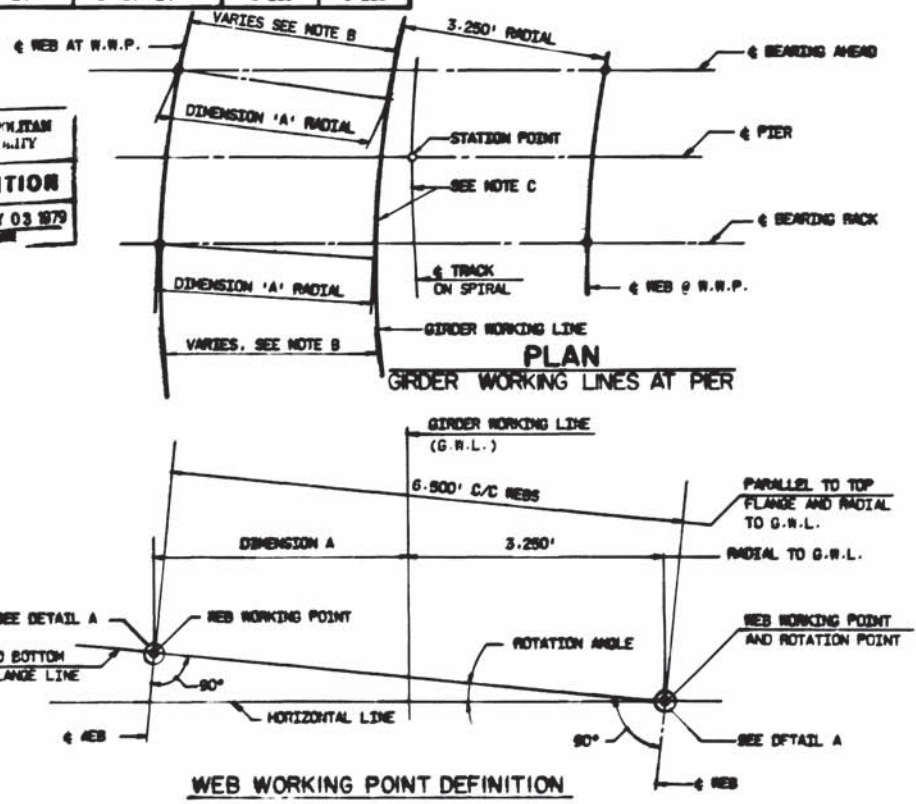 VARIES SEE NOTE B
3.250' RADIAL
₵ WEB AT W.W.P.
₵ BEARING AHEAD
DIMENSION 'A' RADIAL
STATION POINT
₵ PIER
SEE NOTE C
Y 03 1979
₵ BEARING BACK
₵ TRACK
ON SPIRAL
DIMENSION 'A' RADIAL
₵ WEB @ W.W.P.
GIRDER WORKING LINE
VARIES. SEE NOTE B
PLAN
GIRDER WORKING LINES AT PIER
GIRDER WORKING LINE
(G.W.L.)
6.500' C/C WEBS
PARALLEL TO TOP
FLANGE AND RADIAL
TO G.W.L.
DIMENSION A
3.250'
RADIAL TO G.W.L.
SEE DETAIL A
WEB WORKING POINT
WEB WORKING POINT
AND ROTATION POINT
ROTATION ANGLE
BOTTOM
LINE
90°
HORIZONTAL LINE
₵ WEB
90°
SEE DETAIL A
₵ WEB
WEB WORKING POINT DEFINITION